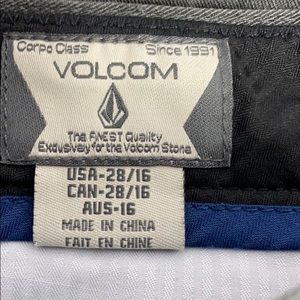 Corpo Class Since 1991
VOLCOM
The FINEST Quality
Exclusively for the Volcom Stone
USA-28/16
CAN-28/16
AUS-16
MADE IN CHINA
FAIT EN CHINE